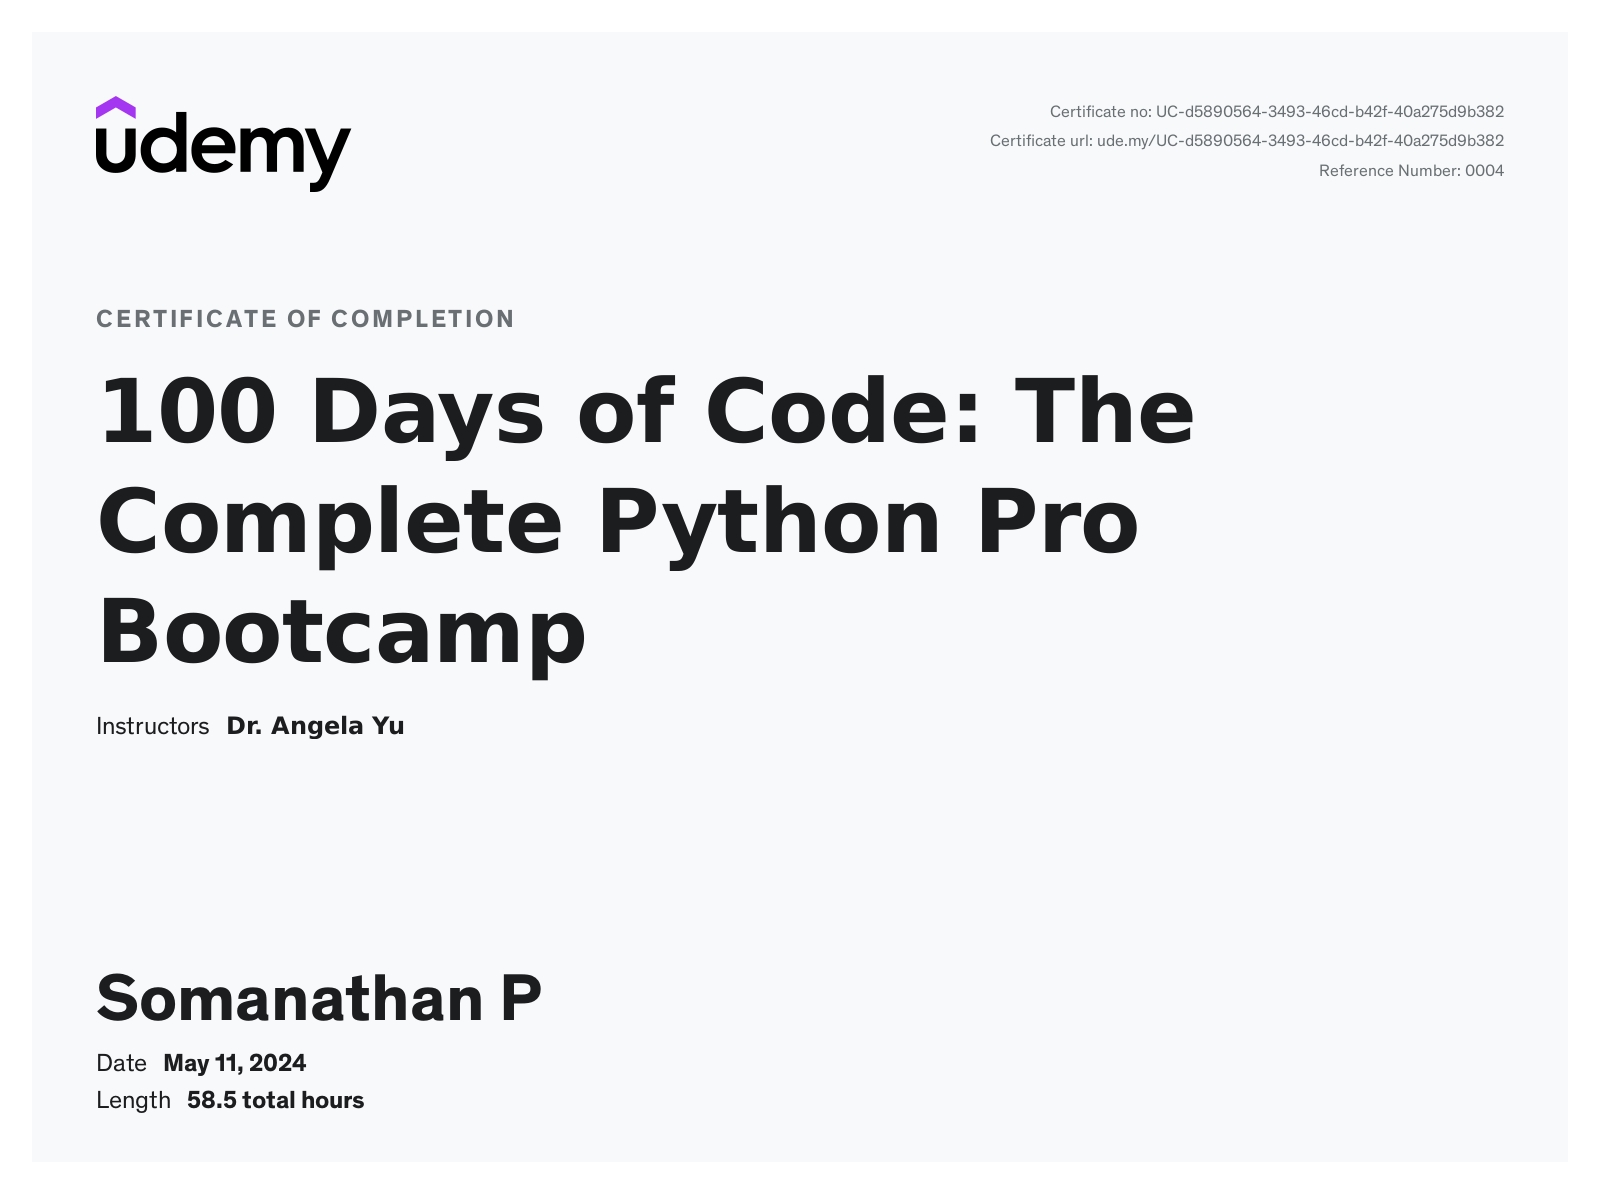 udemy
Certificate no: UC-d5890564-3493-46cd-b42f-40a275d9b382
Certificate url: ude.my/UC-d5890564-3493-46cd-b42f-40a275d9b382
Reference Number: 0004
CERTIFICATE OF COMPLETION
100 Days of Code: The
Complete Python Pro
Bootcamp
Instructors Dr. Angela Yu
Somanathan P
Date May 11, 2024
Length 58.5 total hours